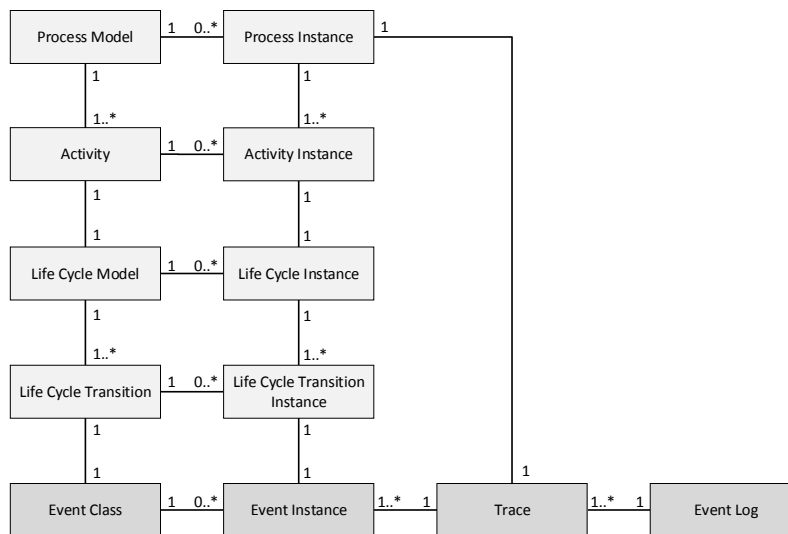 Process Model 1 0..* Process Instance 1
1 1
1..* 1..*
Activity 1 0..* Activity Instance
1 1
1 1
Life Cycle Model 1 0..* Life Cycle Instance
1 1
1..* 1..*
Life Cycle Transition 1 0..* Life Cycle Transition
Instance
1 1
1 1 1
Event Class 1 0..* Event Instance 1..* 1 Trace 1..* 1 Event Log